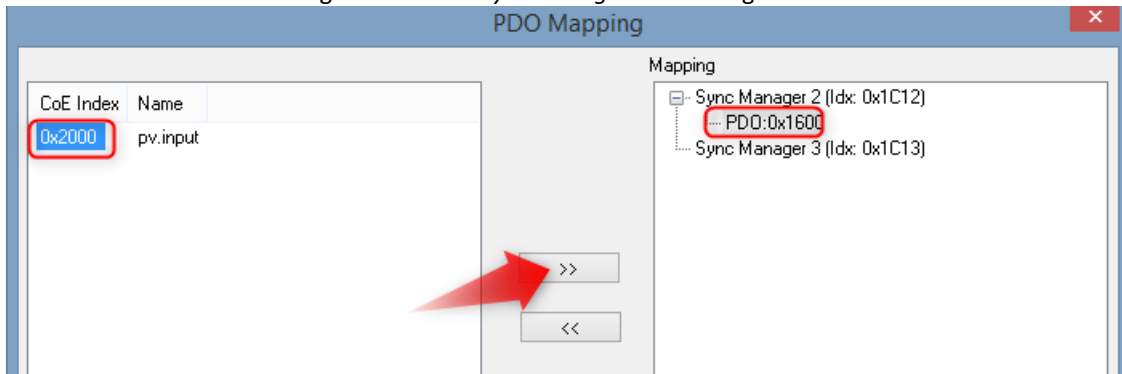 PDO Mapping
Mapping
CoE Index Name
0x2000 pv.input
Sync Manager 2 (Idx: 0x1C12)
PDO:0x1600
Sync Manager 3 (Idx: 0x1C13)
>>
<<